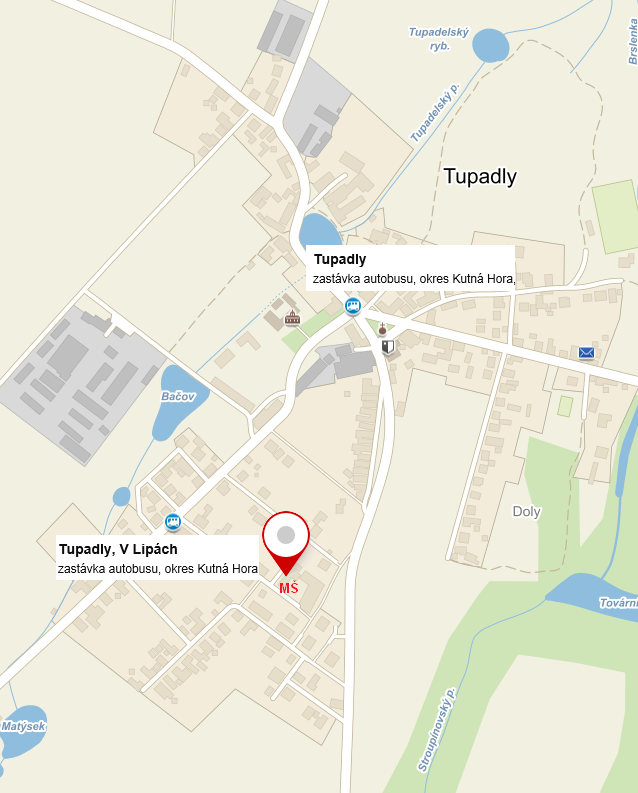 Tupadelský
ryb.
Brslenka
Tupadelský p.
Tupadly
Tupadly
zastávka autobusu, okres Kutná Hora,
Bačov
Doly
Tupadly, V Lipách
zastávka autobusu, okres Kutná Hora
MŠ
Továrni
Stroupínovský p.
Matýsek